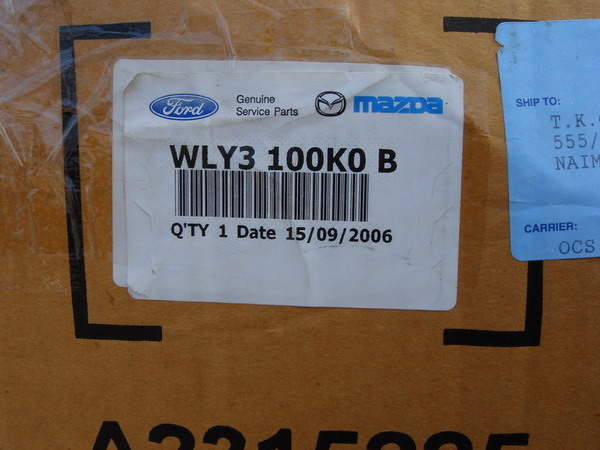 Ford
Genuine
Service Parts
mazda
WLY3 100K0 B
Q'TY 1 Date 15/09/2006
SHIP TO:
T.K.
555/
NAIM
CARRIER:
OCS